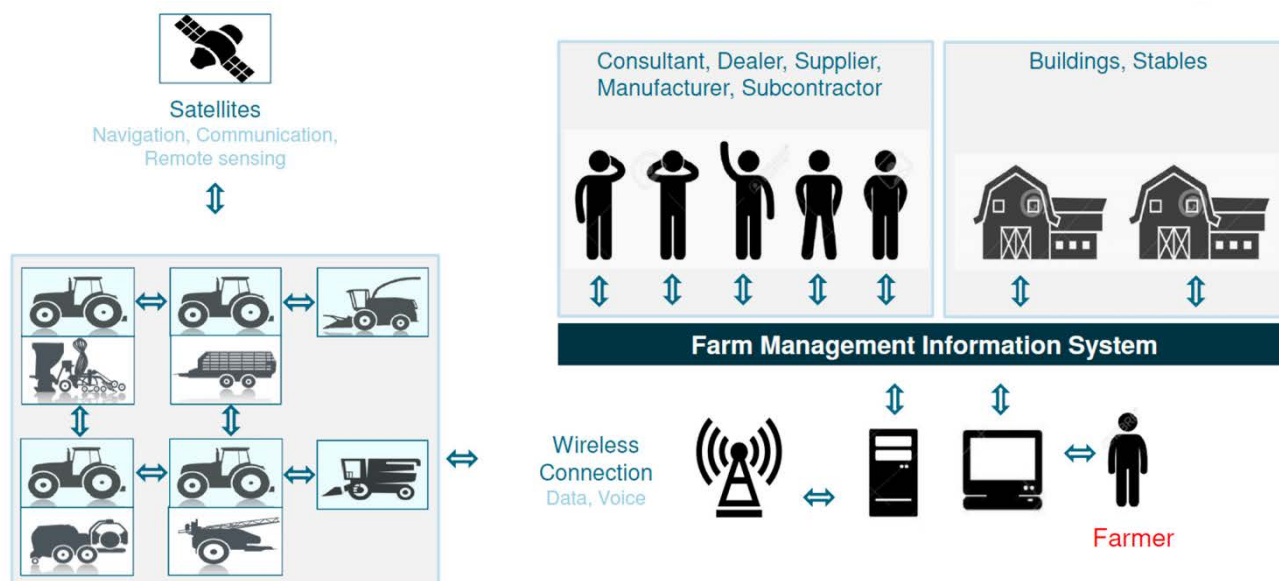 Satellites
Navigation, Communication,
Remote sensing
Consultant, Dealer, Supplier,
Manufacturer, Subcontractor
Buildings, Stables
Farm Management Information System
Wireless
Connection
Data, Voice
Farmer